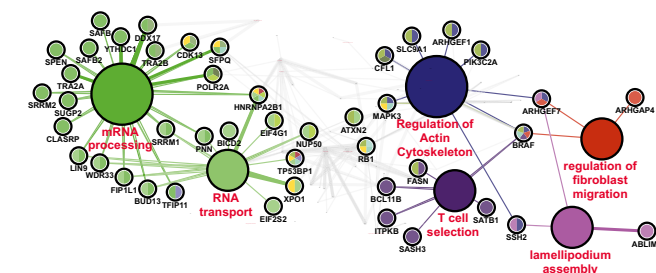 SAFB
DDX17
YTHDC1
SPEN
SAFB2
TRA2B
CDK13
SFPQ
TRA2A
POLR2A
SRRM2
SUGP2
HNRNPA2B1
CLASRP
mRNA
processing
SRRM1
PNN
BICD2
EIF4G1
NUP50
LIN9
WDR33
FIP1L1
BUD13
TFIP11
RNA
transport
TP53BP1
XPO1
EIF2S2
ATXN2
RB1
SLC9A1
ARHGEF1
CFL1
PIK3C2A
MAPK3
Regulation of
Actin
Cytoskeleton
ARHGEF7
ARHGAP4
BRAF
regulation of
fibroblast
migration
FASN
BCL11B
ITPKB
SASH3
SATB1
T cell
selection
SSH2
ABLIM
lamellipodium
assembly